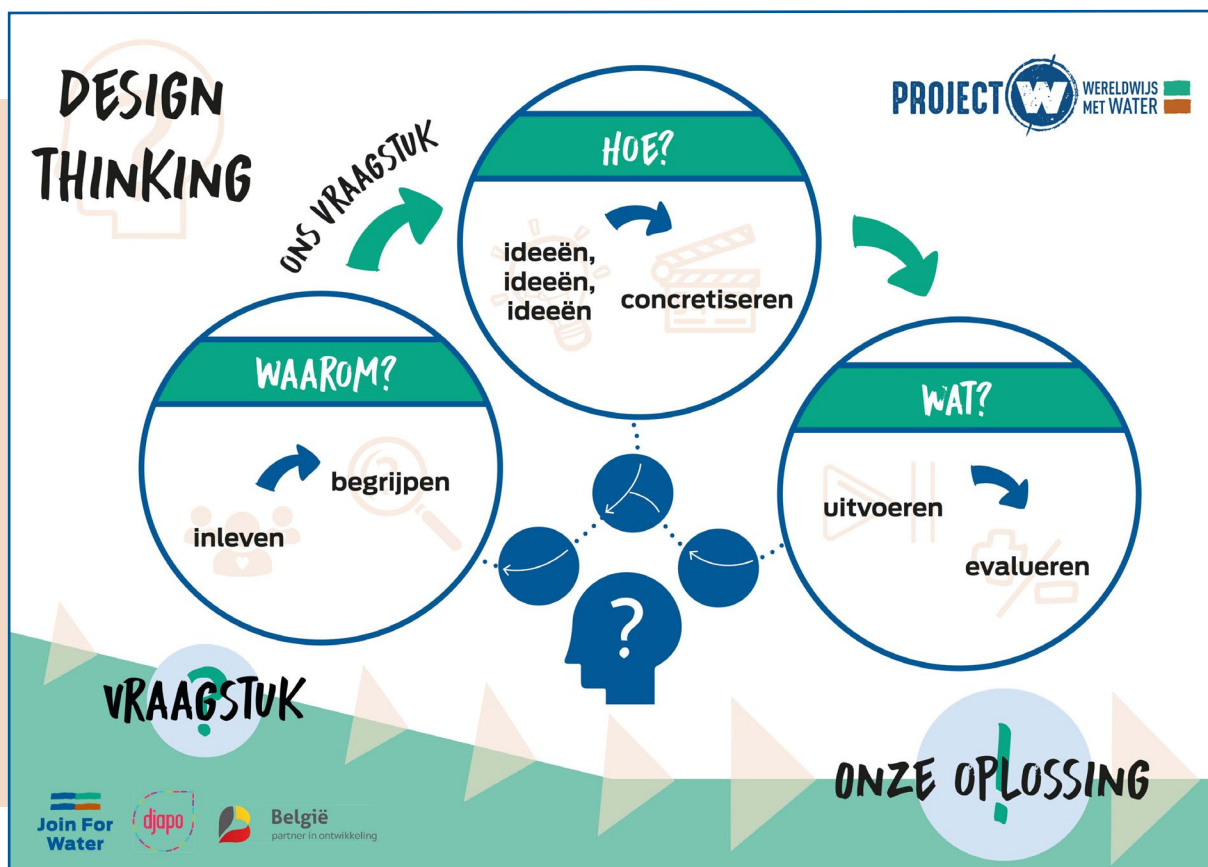 DESIGN
THINKING
PROJECT W WERELDWIJS
MET WATER
ONS VRAAGSTUK
HOE?
ideeën,
ideeën,
ideeën
concretiseren
WAAROM?
begrijpen
inleven
WAT?
uitvoeren
evalueren
?
?
VRAAGSTUK
!
ONZE OPLOSSING
Join For
Water
djapo
België
partner in ontwikkeling